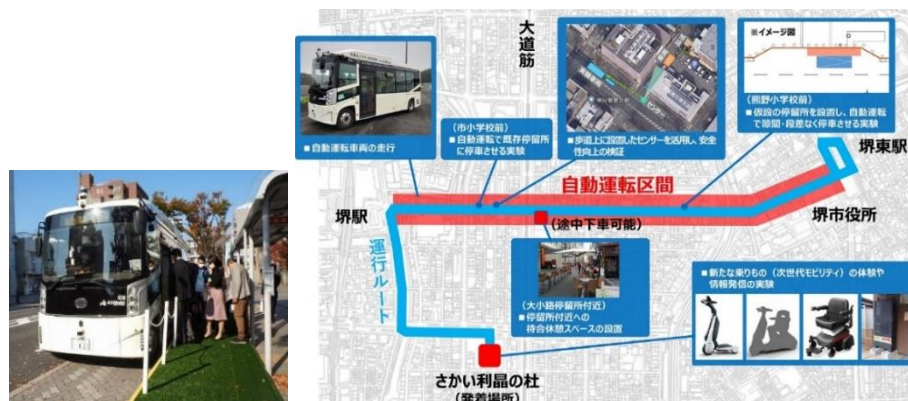 大道筋
■自動運転車両の走行
(市小学校前)
■自動運転で既存停留所
に停車させる実験
■歩道上に設置したセンサーを活用し、安全
性向上の検証
※イメージ図
(熊野小学校前)
■仮設の停留所を設置し、自動運転
で隙間・段差なく停車させる実験
堺東駅
自動運転区間
堺駅
(途中下車可能)
堺市役所
運行ルート
(大小路停留所付近)
■停留所付近への
待合休憩スペースの設置
■新たな乗りもの(次世代モビリティ)の体験や
情報発信の実験
さかい利晶の杜
(発着場所)